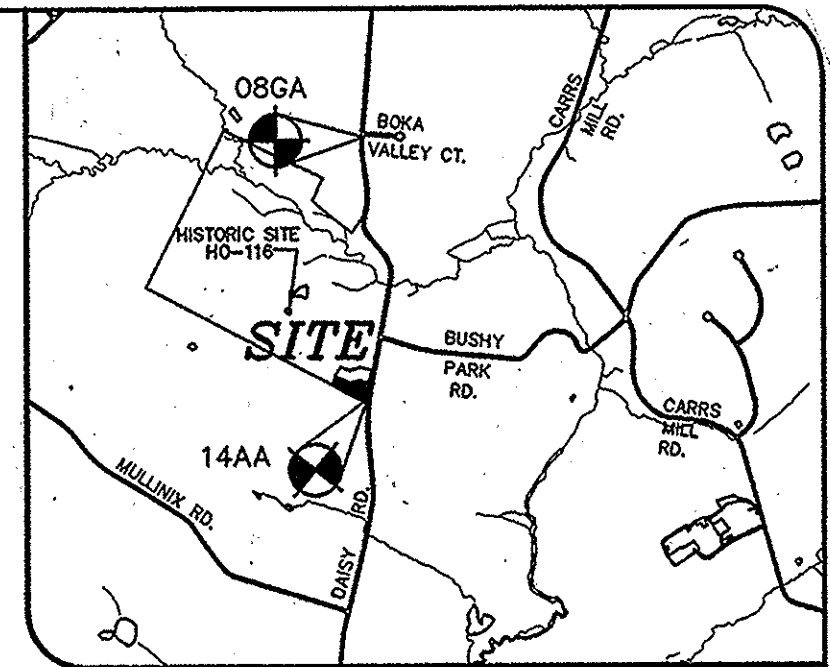 08GA
BOKA
VALLEY CT.
CARRS
MILL
RD.
HISTORIC SITE
HO-116
SITE
BUSHY
PARK
RD.
CARRS
MILL
RD.
14AA
MULLINIX RD.
DAISY
RD.